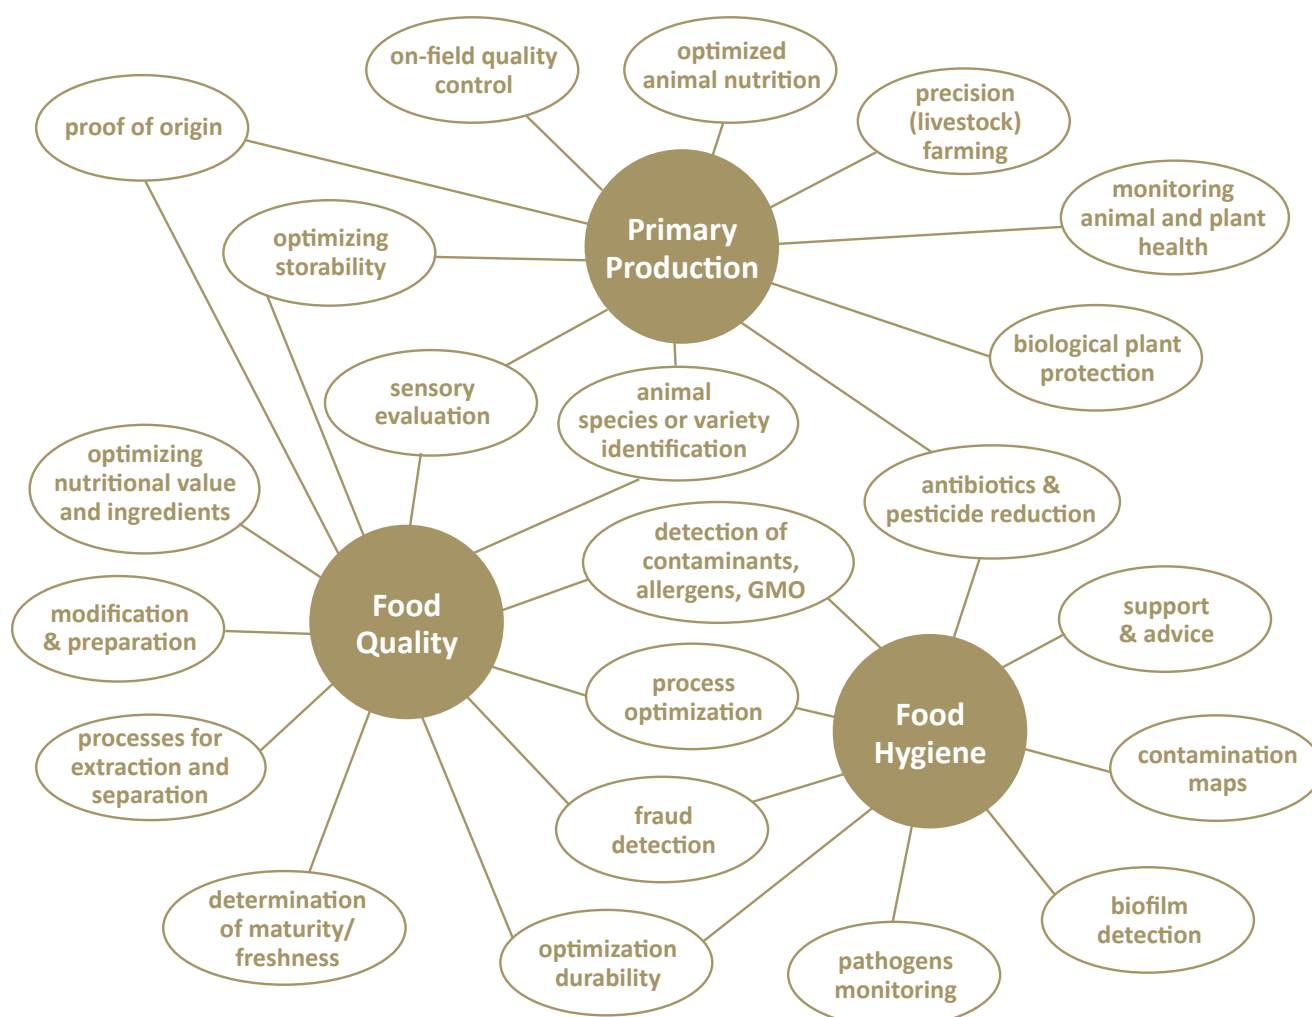 on-field quality
control
optimized
animal nutrition
precision
(livestock)
farming
proof of origin
monitoring
animal and plant
health
optimizing
storability
Primary
Production
biological plant
protection
sensory
evaluation
animal
species or variety
identification
optimizing
nutritional value
and ingredients
antibiotics &
pesticide reduction
detection of
contaminants,
allergens, GMO
Food
Quality
modification
& preparation
support
& advice
process
optimization
Food
Hygiene
processes for
extraction and
separation
contamination
maps
fraud
detection
determination
of maturity/
freshness
biofilm
detection
optimization
durability
pathogens
monitoring